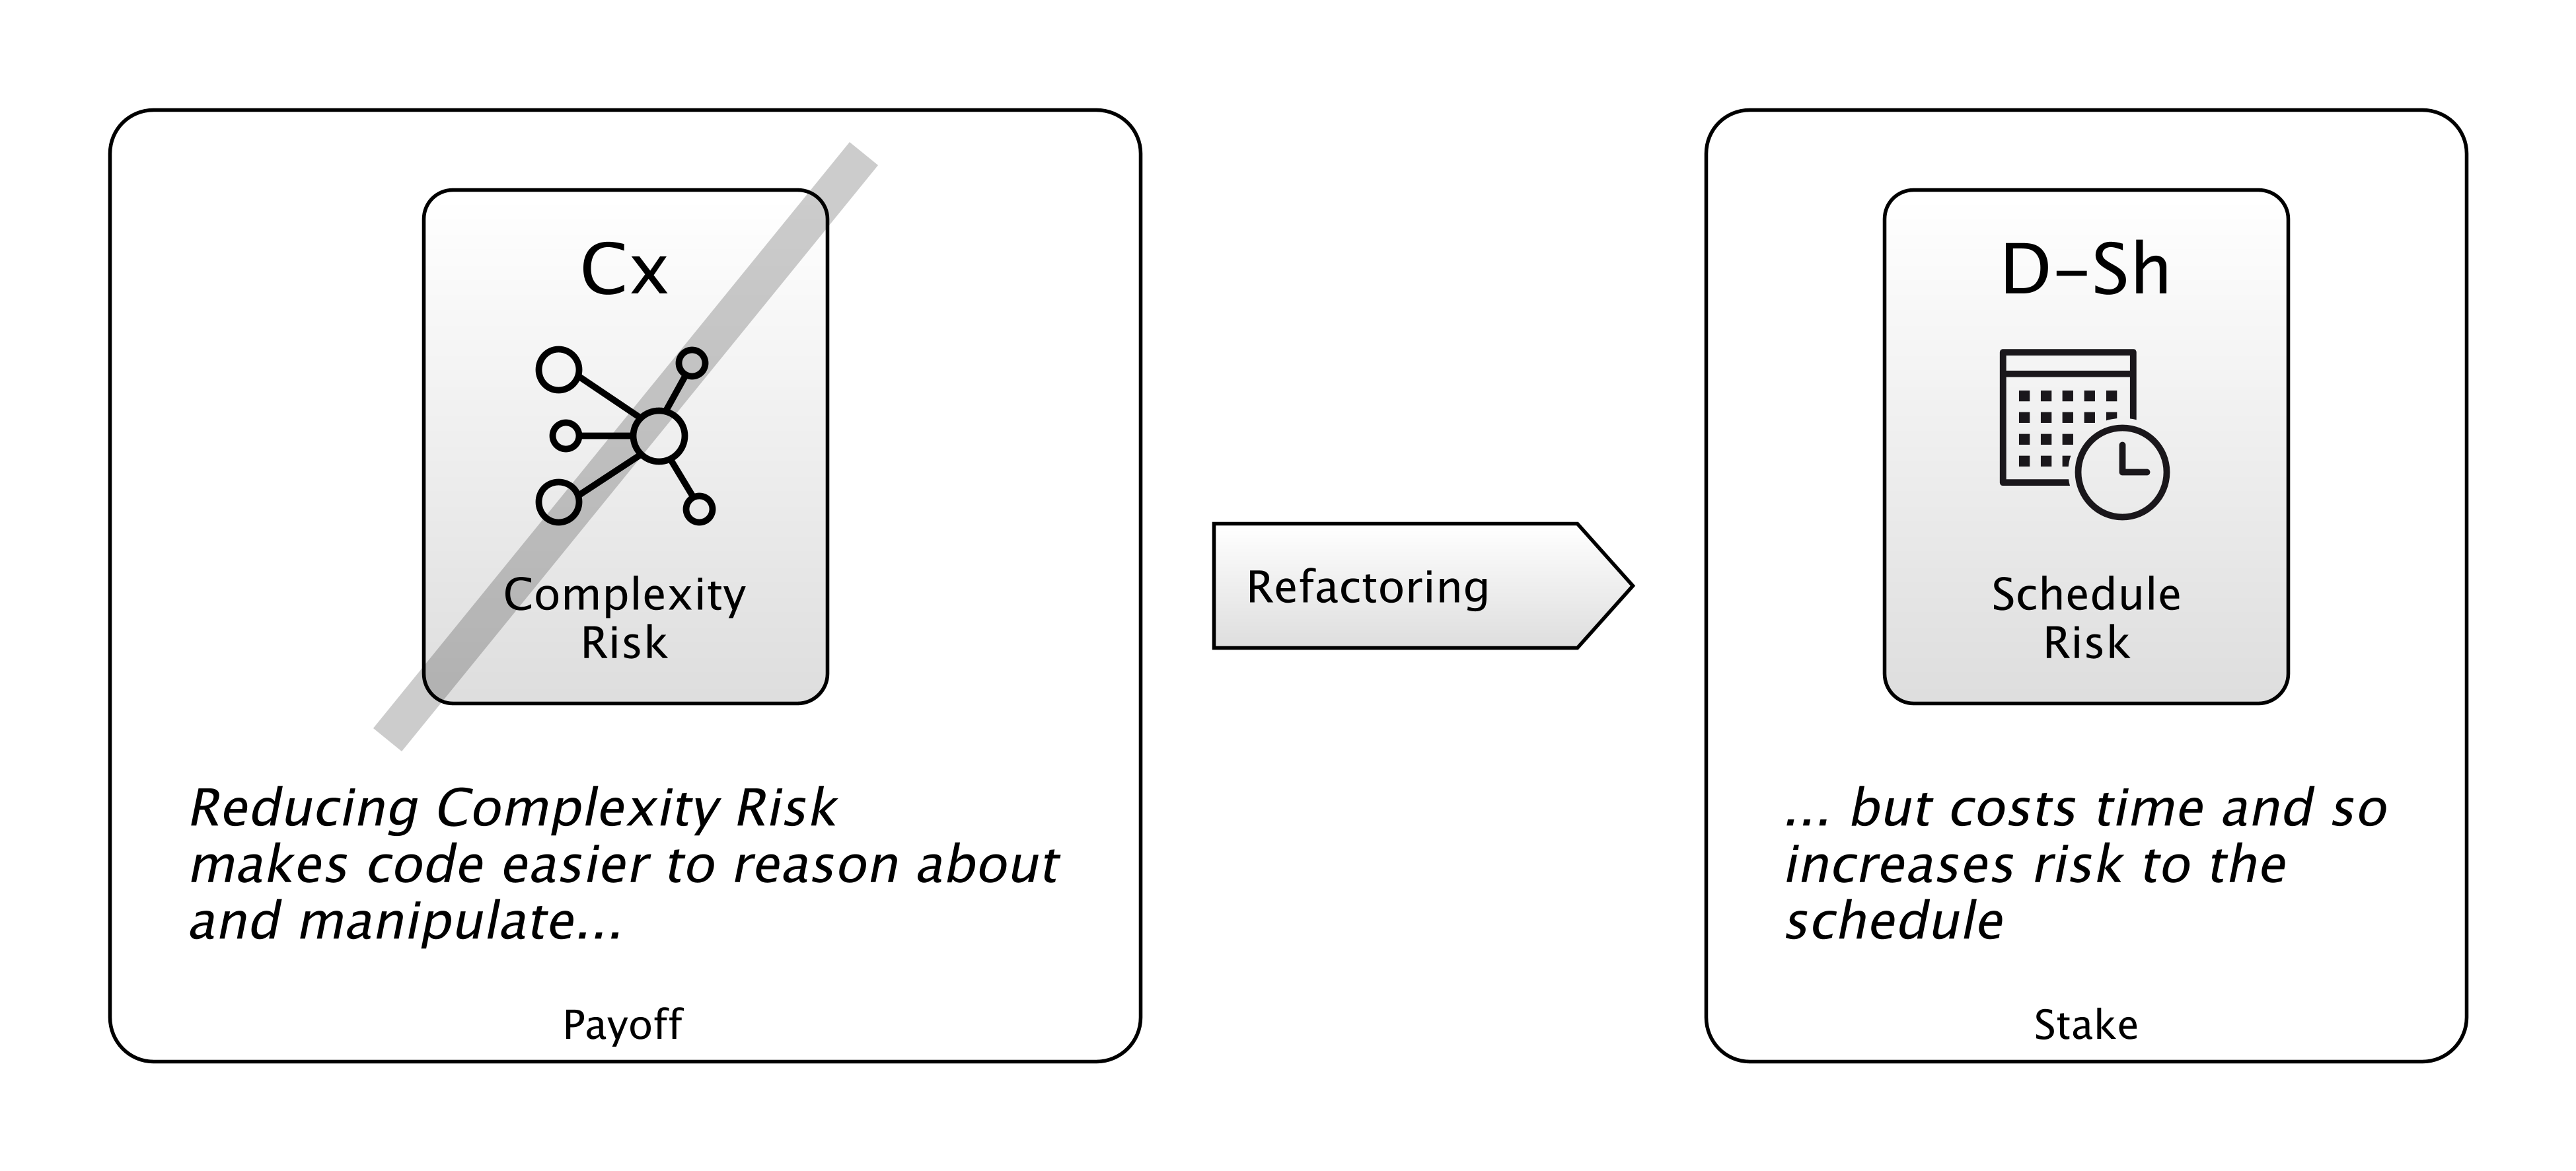 Cx
Complexity
Risk
Reducing Complexity Risk
makes code easier to reason about
and manipulate...
Payoff
Refactoring
D–Sh
Schedule
Risk
... but costs time and so
increases risk to the
schedule
Stake